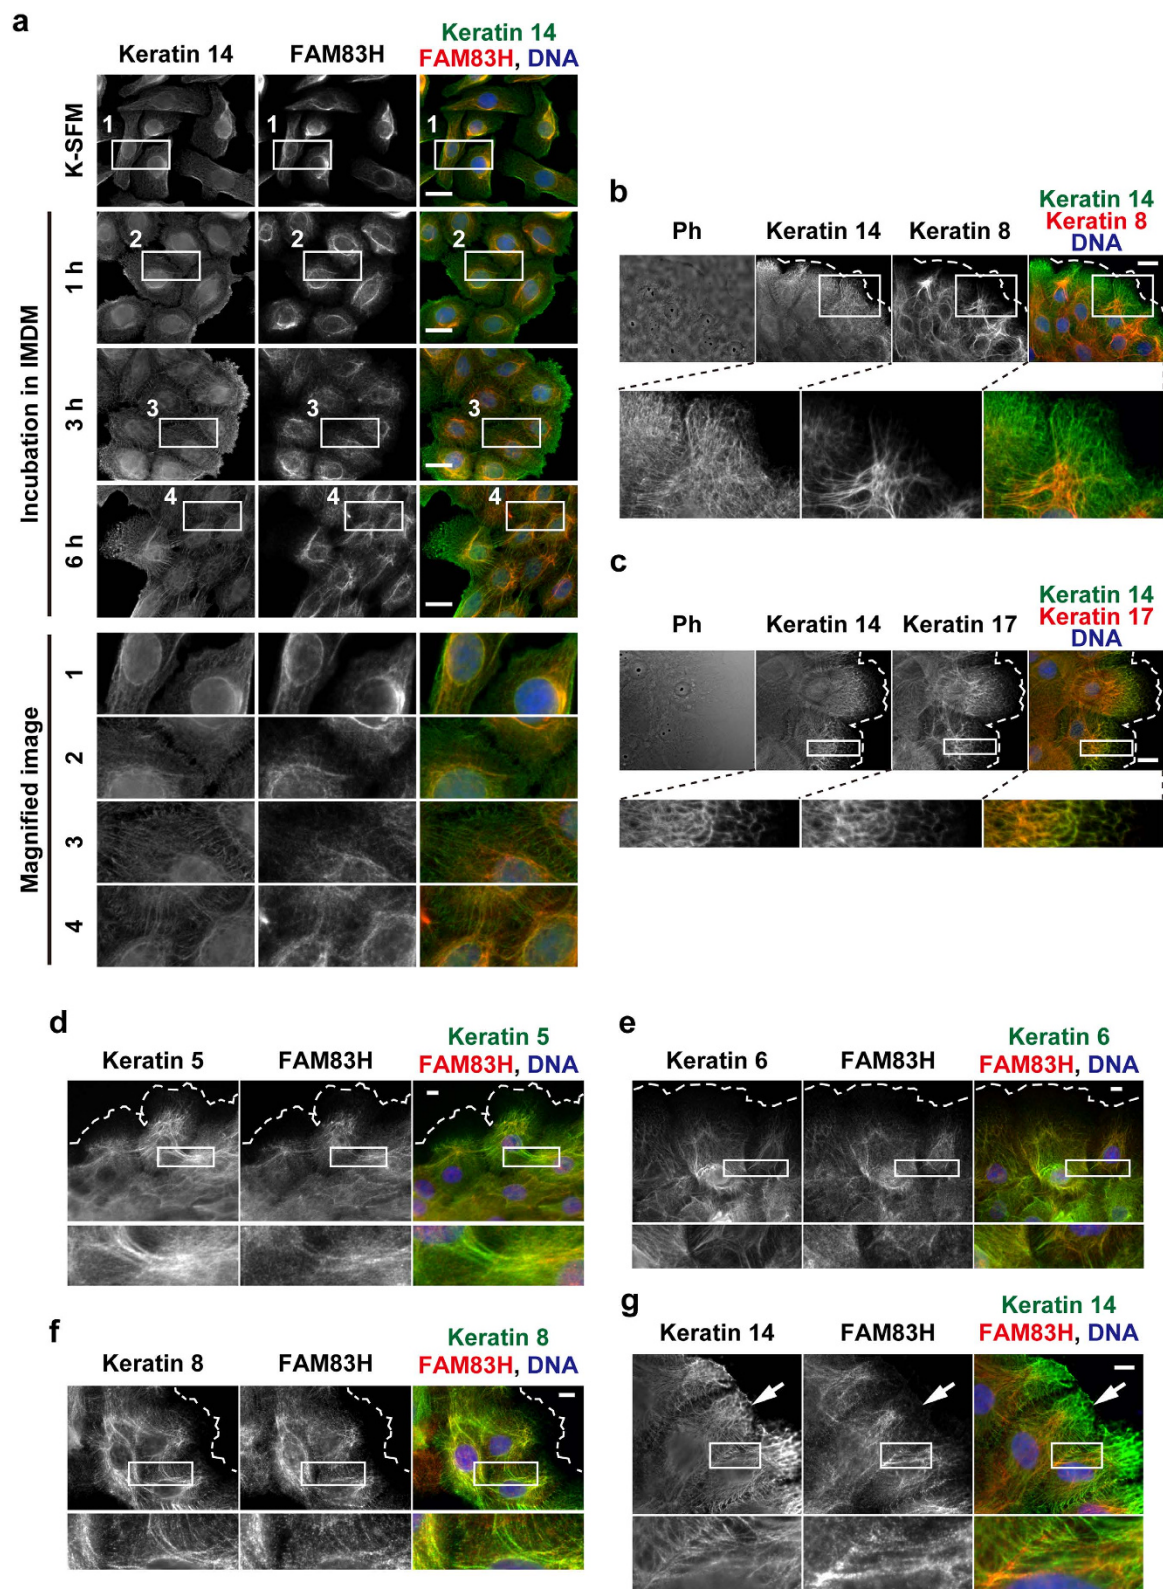 a
Keratin 14
FAM83H
Keratin 14
FAM83H, DNA
K-SFM
1
1
1
Incubation in IMDM
1 h
2
2
2
3 h
3
3
3
6 h
4
4
4
Magnified image
1
2
3
4
b
Ph
Keratin 14
Keratin 8
Keratin 14
Keratin 8
DNA
c
Ph
Keratin 14
Keratin 17
Keratin 14
Keratin 17
DNA
d
Keratin 5
FAM83H
Keratin 5
FAM83H, DNA
e
Keratin 6
FAM83H
Keratin 6
FAM83H, DNA
f
Keratin 8
FAM83H
Keratin 8
FAM83H, DNA
g
Keratin 14
FAM83H
Keratin 14
FAM83H, DNA